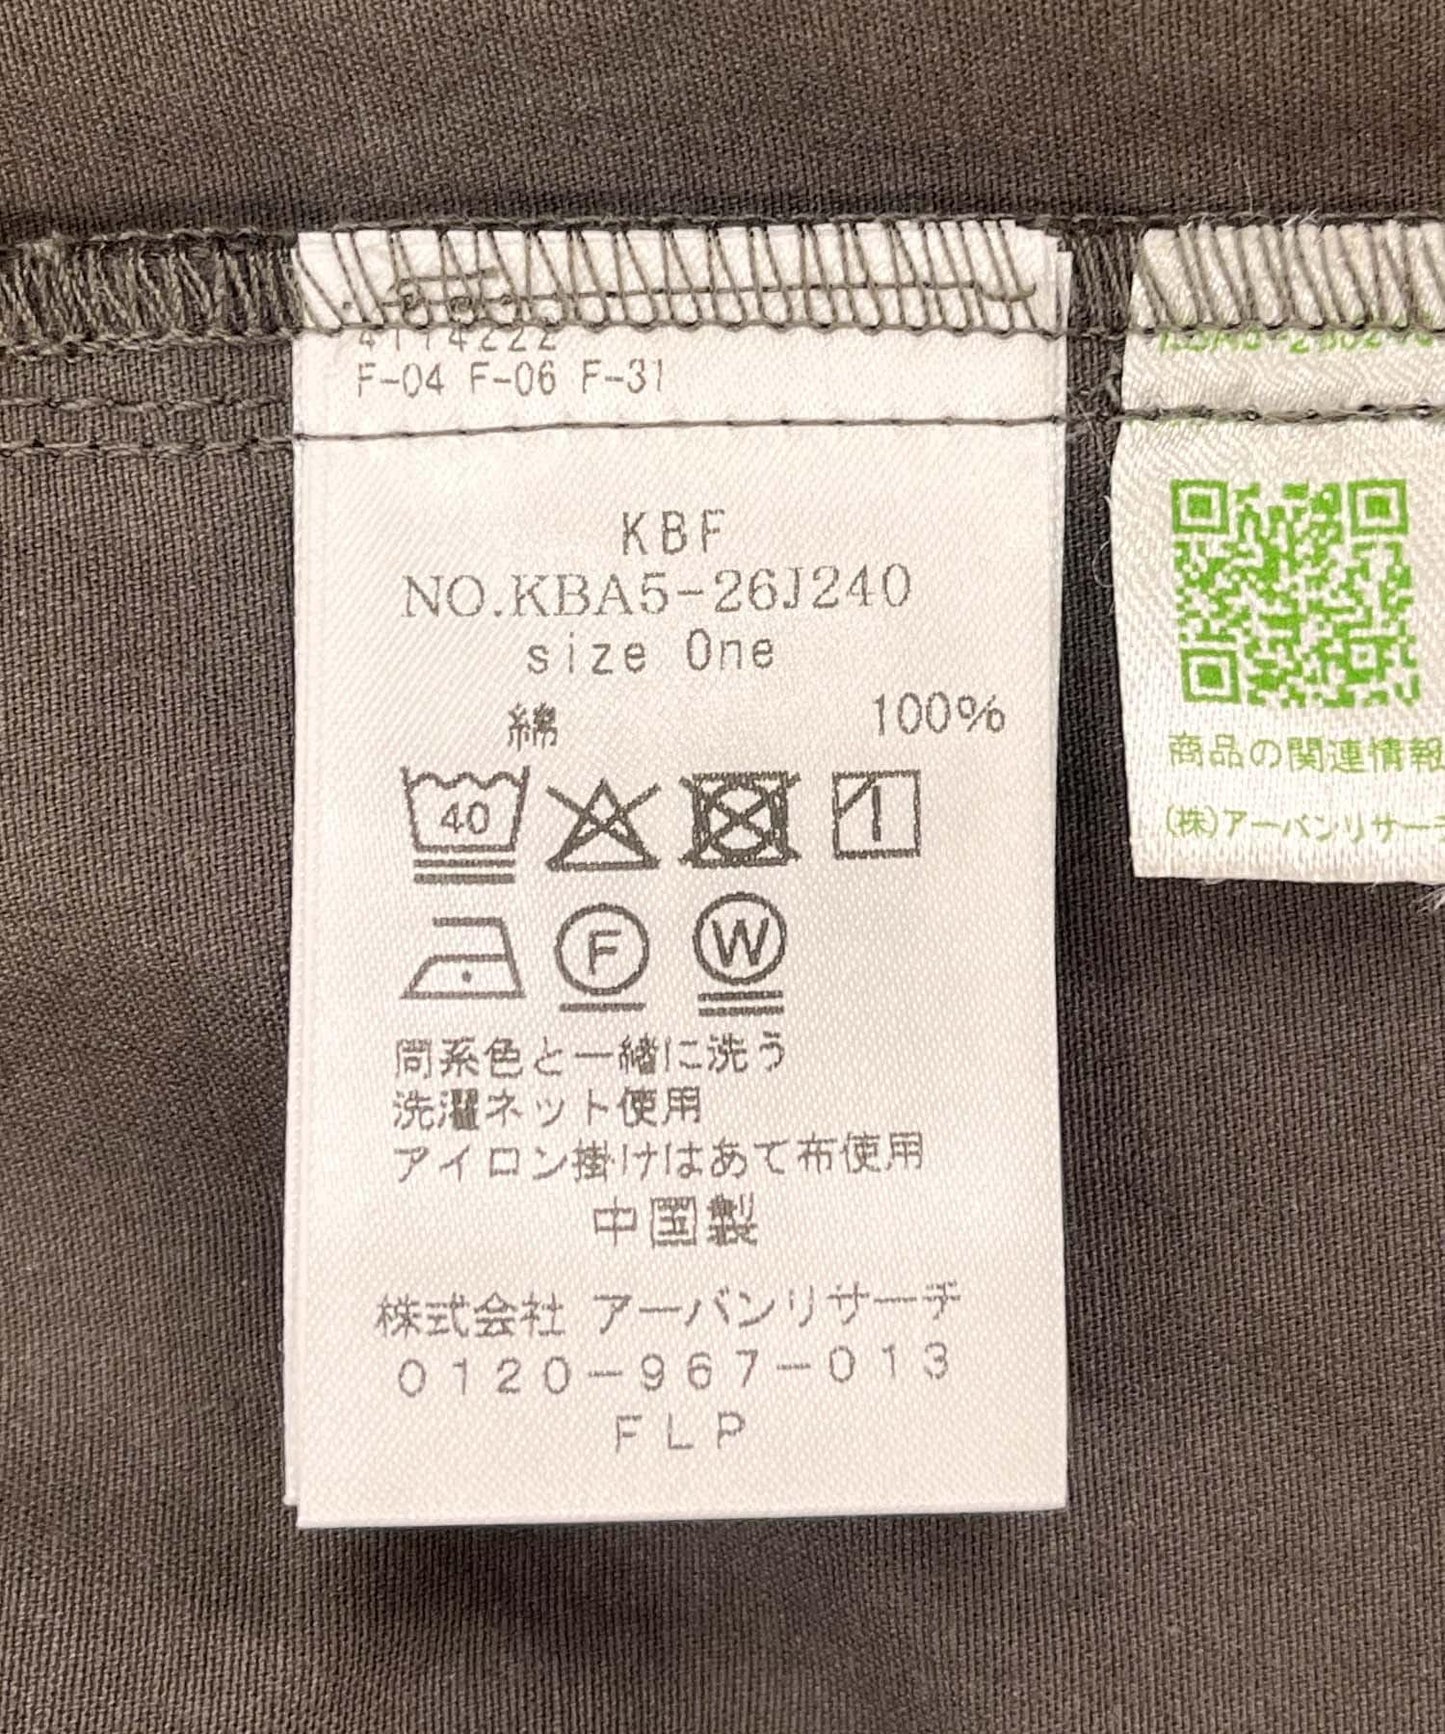 4114222
F-04 F-06 F-31
KBF
NO.KBA5-26J240
size One
綿 100%
40
F W
同系色と一緒に洗う
洗濯ネット使用
アイロン掛けはあて布使用
中国製
株式会社 アーバンリサーチ
0120-967-013
FLP
商品の関連情報
(株)アーバンリサーチ